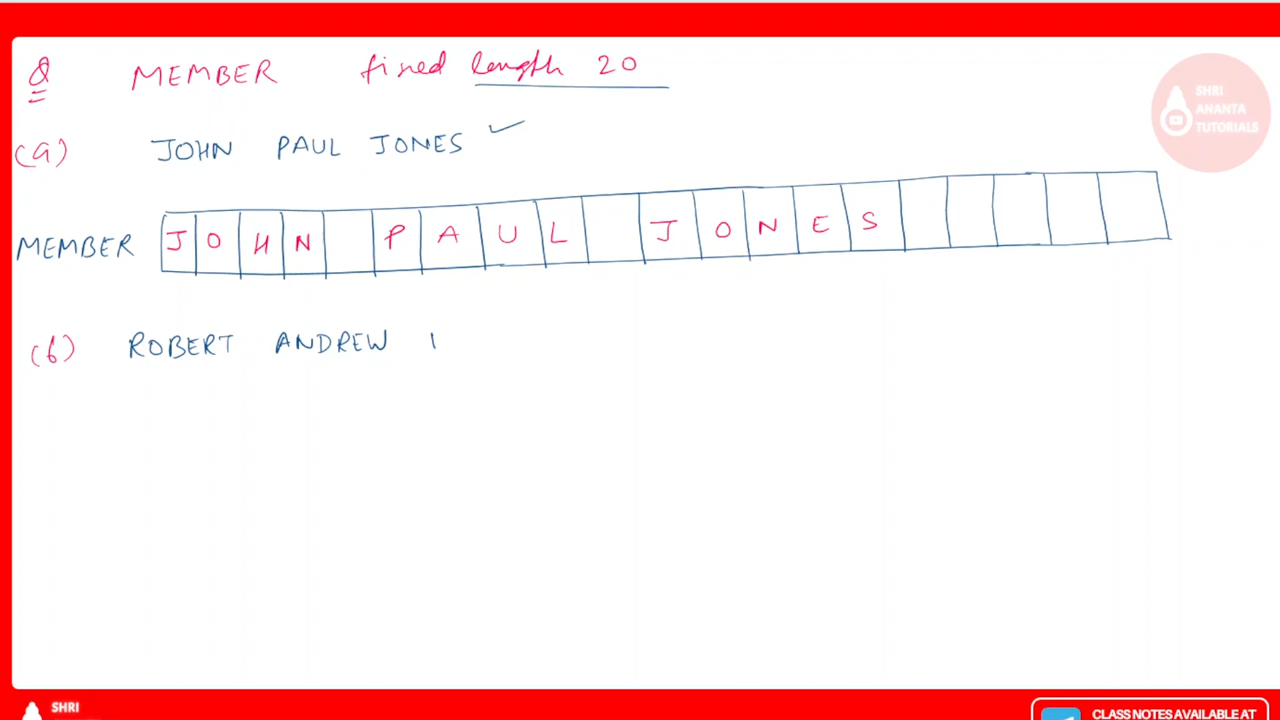 Q MEMBER fixed length 20
SHRI
ANANTA
TUTORIALS
(a) JOHN PAUL JONES
MEMBER J O H N P A U L J O N E S
(b) ROBERT ANDREW
SHRI
CLASS NOTES AVAILABLE AT